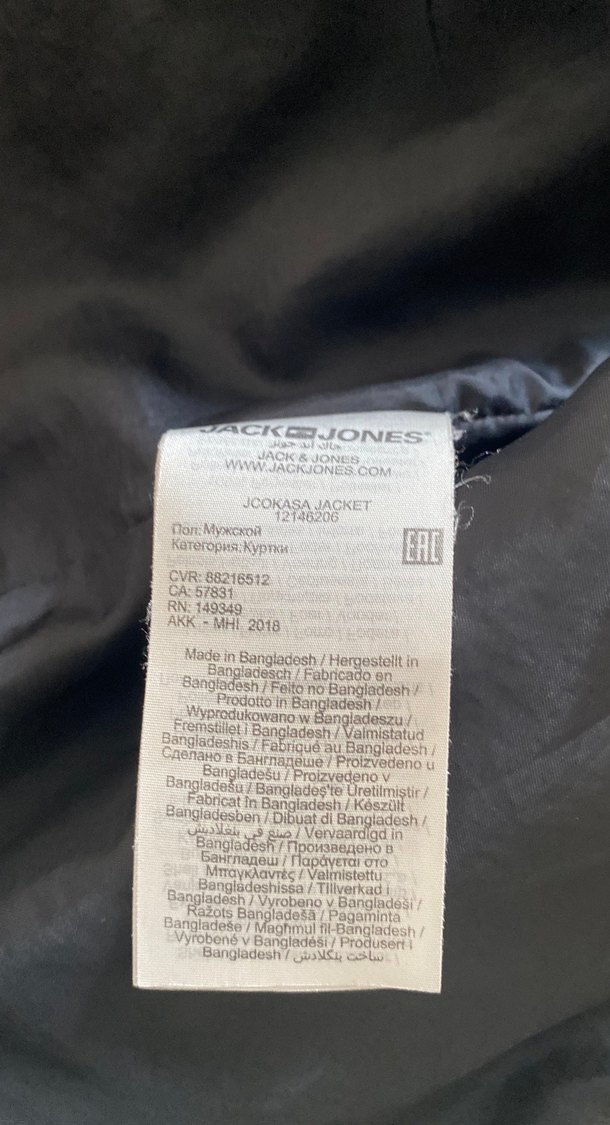 JACK JONES
جاك آند جونز
JACK & JONES
WWW.JACKJONES.COM
JCOKASA JACKET
12146206
Пол: Мужской
Категория: Куртки
EAC
CVR: 88216512
CA: 57831
RN: 149349
AKK - MHI 2018
Made in Bangladesh / Hergestellt in
Bangladesch / Fabricado en
Bangladesh / Feito no Bangladesh /
Prodotto in Bangladesh /
Wyprodukowano w Bangladeszu /
Fremstillet i Bangladesh / Valmistatud
Bangladeshis / Fabriqué au Bangladesh /
Сделано в Бангладеше / Proizvedeno u
Bangladešu / Proizvedeno v
Bangladešu / Bangladeş'te Üretilmiştir /
Fabricat în Bangladesh / Készült
Bangladesben / Dibuat di Bangladesh /
صنع في بنغلاديش / Vervaardigd in
Bangladesh / Произведено в
Бангладеш / Παράγεται στο
Μπαγκλαντές / Valmistettu
Bangladeshissa / Tillverkad i
Bangladesh / Vyrobeno v Bangladéši /
Ražots Bangladešā / Pagaminta
Bangladeše / Magħmul fil-Bangladesh /
Vyrobené v Bangladéši / Produsert i
Bangladesh / ساخت بنگلادش